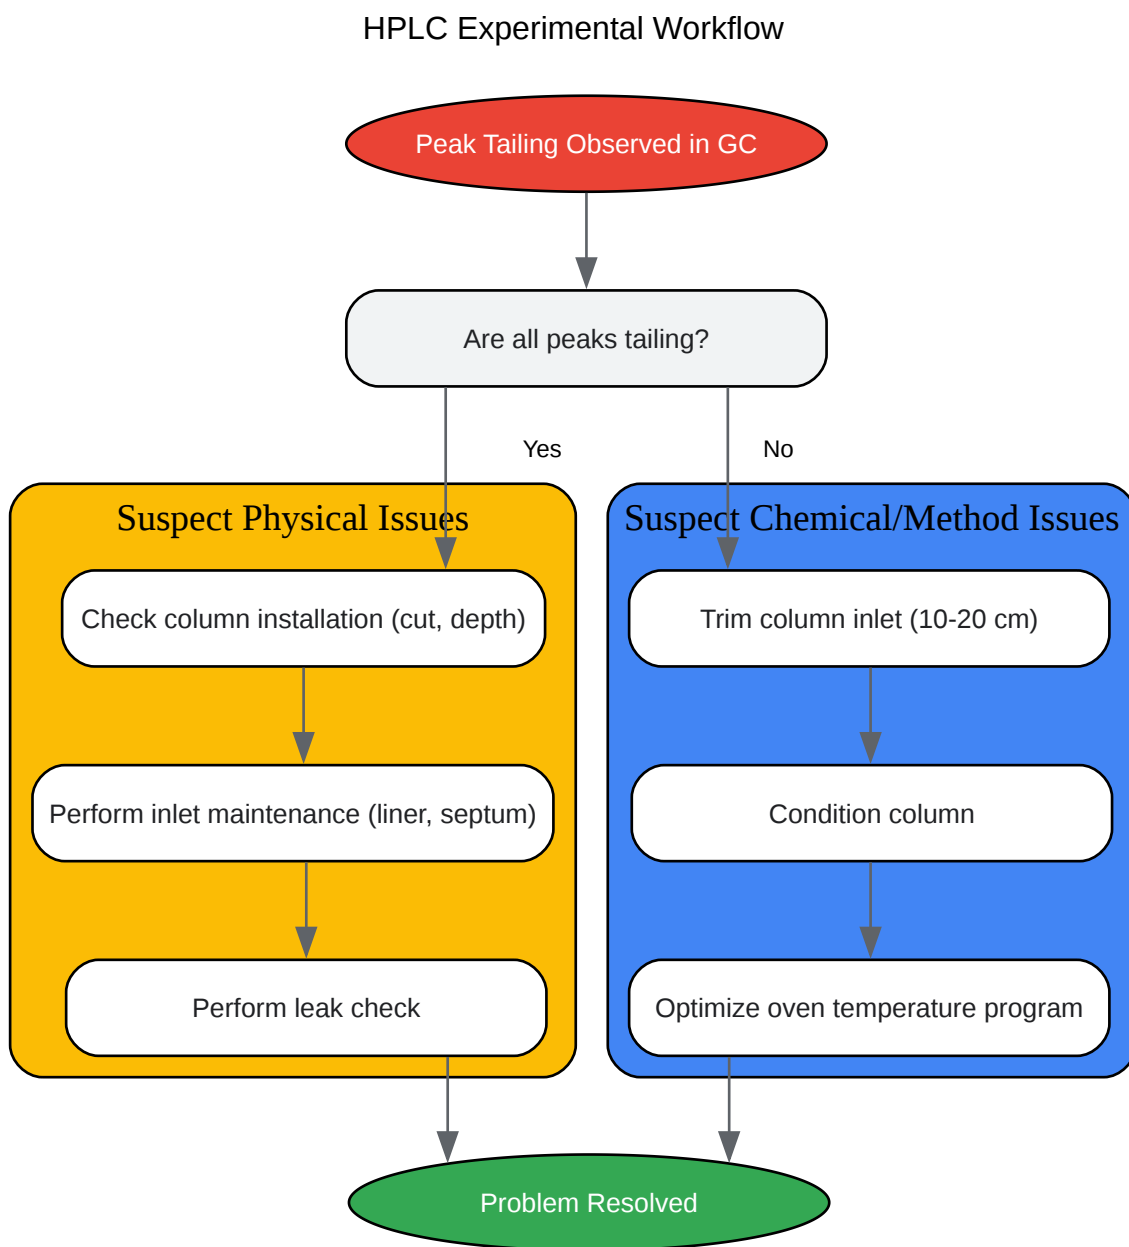 HPLC Experimental Workflow
Peak Tailing Observed in GC
Are all peaks tailing?
Yes
No
Suspect Physical Issues
Check column installation (cut, depth)
Perform inlet maintenance (liner, septum)
Perform leak check
Suspect Chemical/Method Issues
Trim column inlet (10-20 cm)
Condition column
Optimize oven temperature program
Problem Resolved